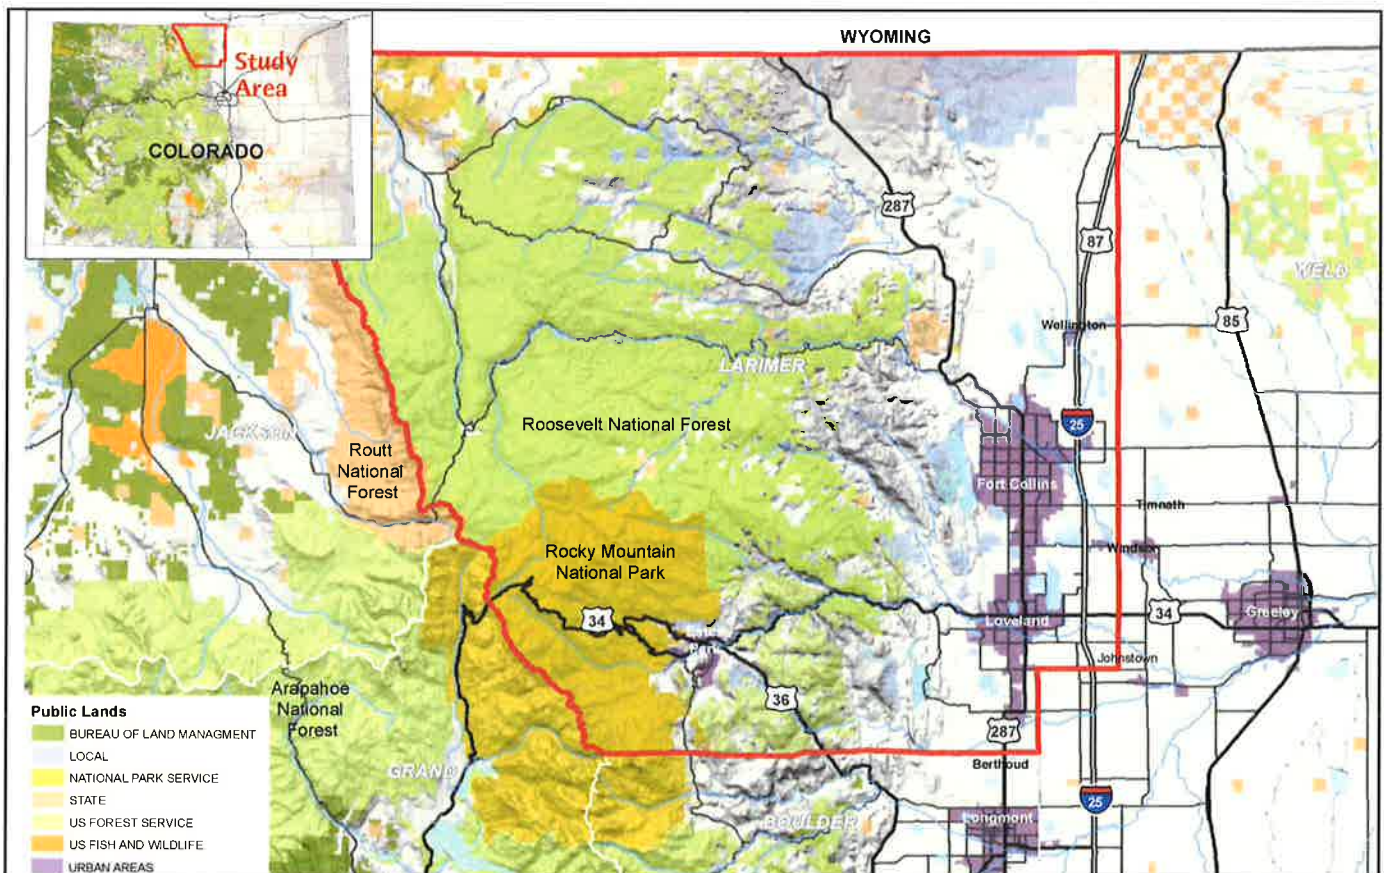 WYOMING
Study
Area
COLORADO
287
87
WELD
85
Wellington
LARIMER
25
JACKSON
Roosevelt National Forest
Routt
National
Forest
Fort Collins
Timnath
Windsor
Rocky Mountain
National Park
34
34
Greeley
Loveland
Estes
Park
Johnstown
Arapahoe
National
Forest
36
287
Berthoud
GRAND
25
BOULDER
Longmont
Public Lands
BUREAU OF LAND MANAGMENT
LOCAL
NATIONAL PARK SERVICE
STATE
US FOREST SERVICE
US FISH AND WILDLIFE
URBAN AREAS